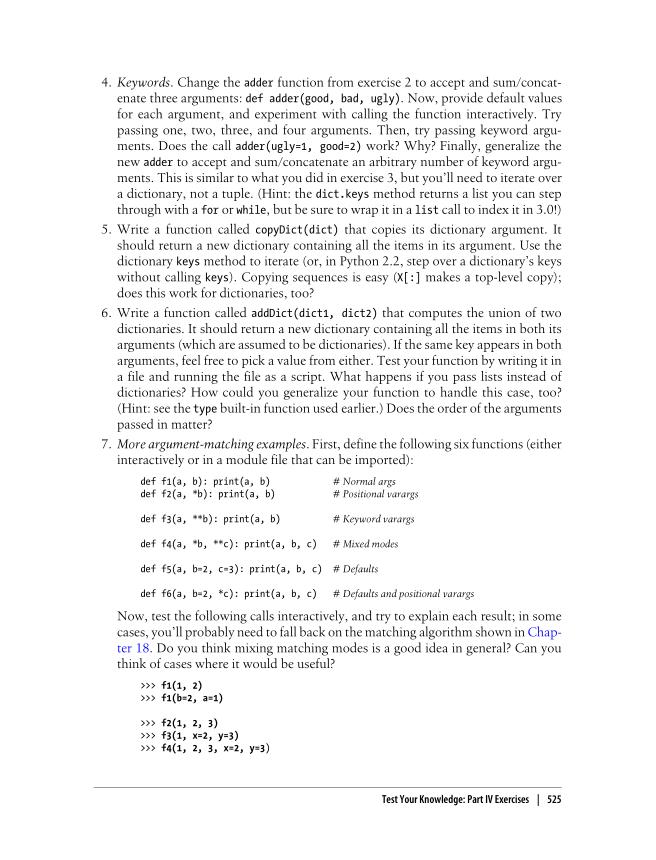 4. Keywords. Change the adder function from exercise 2 to accept and sum/concat-
enate three arguments: def adder(good, bad, ugly). Now, provide default values
for each argument, and experiment with calling the function interactively. Try
passing one, two, three, and four arguments. Then, try passing keyword argu-
ments. Does the call adder(ugly=1, good=2) work? Why? Finally, generalize the
new adder to accept and sum/concatenate an arbitrary number of keyword argu-
ments. This is similar to what you did in exercise 3, but you'll need to iterate over
a dictionary, not a tuple. (Hint: the dict.keys method returns a list you can step
through with a for or while, but be sure to wrap it in a list call to index it in 3.0!)
5. Write a function called copyDict(dict) that copies its dictionary argument. It
should return a new dictionary containing all the items in its argument. Use the
dictionary keys method to iterate (or, in Python 2.2, step over a dictionary's keys
without calling keys). Copying sequences is easy (X[:] makes a top-level copy);
does this work for dictionaries, too?
6. Write a function called addDict(dict1, dict2) that computes the union of two
dictionaries. It should return a new dictionary containing all the items in both its
arguments (which are assumed to be dictionaries). If the same key appears in both
arguments, feel free to pick a value from either. Test your function by writing it in
a file and running the file as a script. What happens if you pass lists instead of
dictionaries? How could you generalize your function to handle this case, too?
(Hint: see the type built-in function used earlier.) Does the order of the arguments
passed in matter?
7. More argument-matching examples. First, define the following six functions (either
interactively or in a module file that can be imported):
def f1(a, b): print(a, b) # Normal args
def f2(a, *b): print(a, b) # Positional varargs
def f3(a, **b): print(a, b) # Keyword varargs
def f4(a, *b, **c): print(a, b, c) # Mixed modes
def f5(a, b=2, c=3): print(a, b, c) # Defaults
def f6(a, b=2, *c): print(a, b, c) # Defaults and positional varargs
Now, test the following calls interactively, and try to explain each result; in some
cases, you'll probably need to fall back on the matching algorithm shown in Chap-
ter 18. Do you think mixing matching modes is a good idea in general? Can you
think of cases where it would be useful?
>>> f1(1, 2)
>>> f1(b=2, a=1)
>>> f2(1, 2, 3)
>>> f3(1, x=2, y=3)
>>> f4(1, 2, 3, x=2, y=3)
Test Your Knowledge: Part IV Exercises | 525